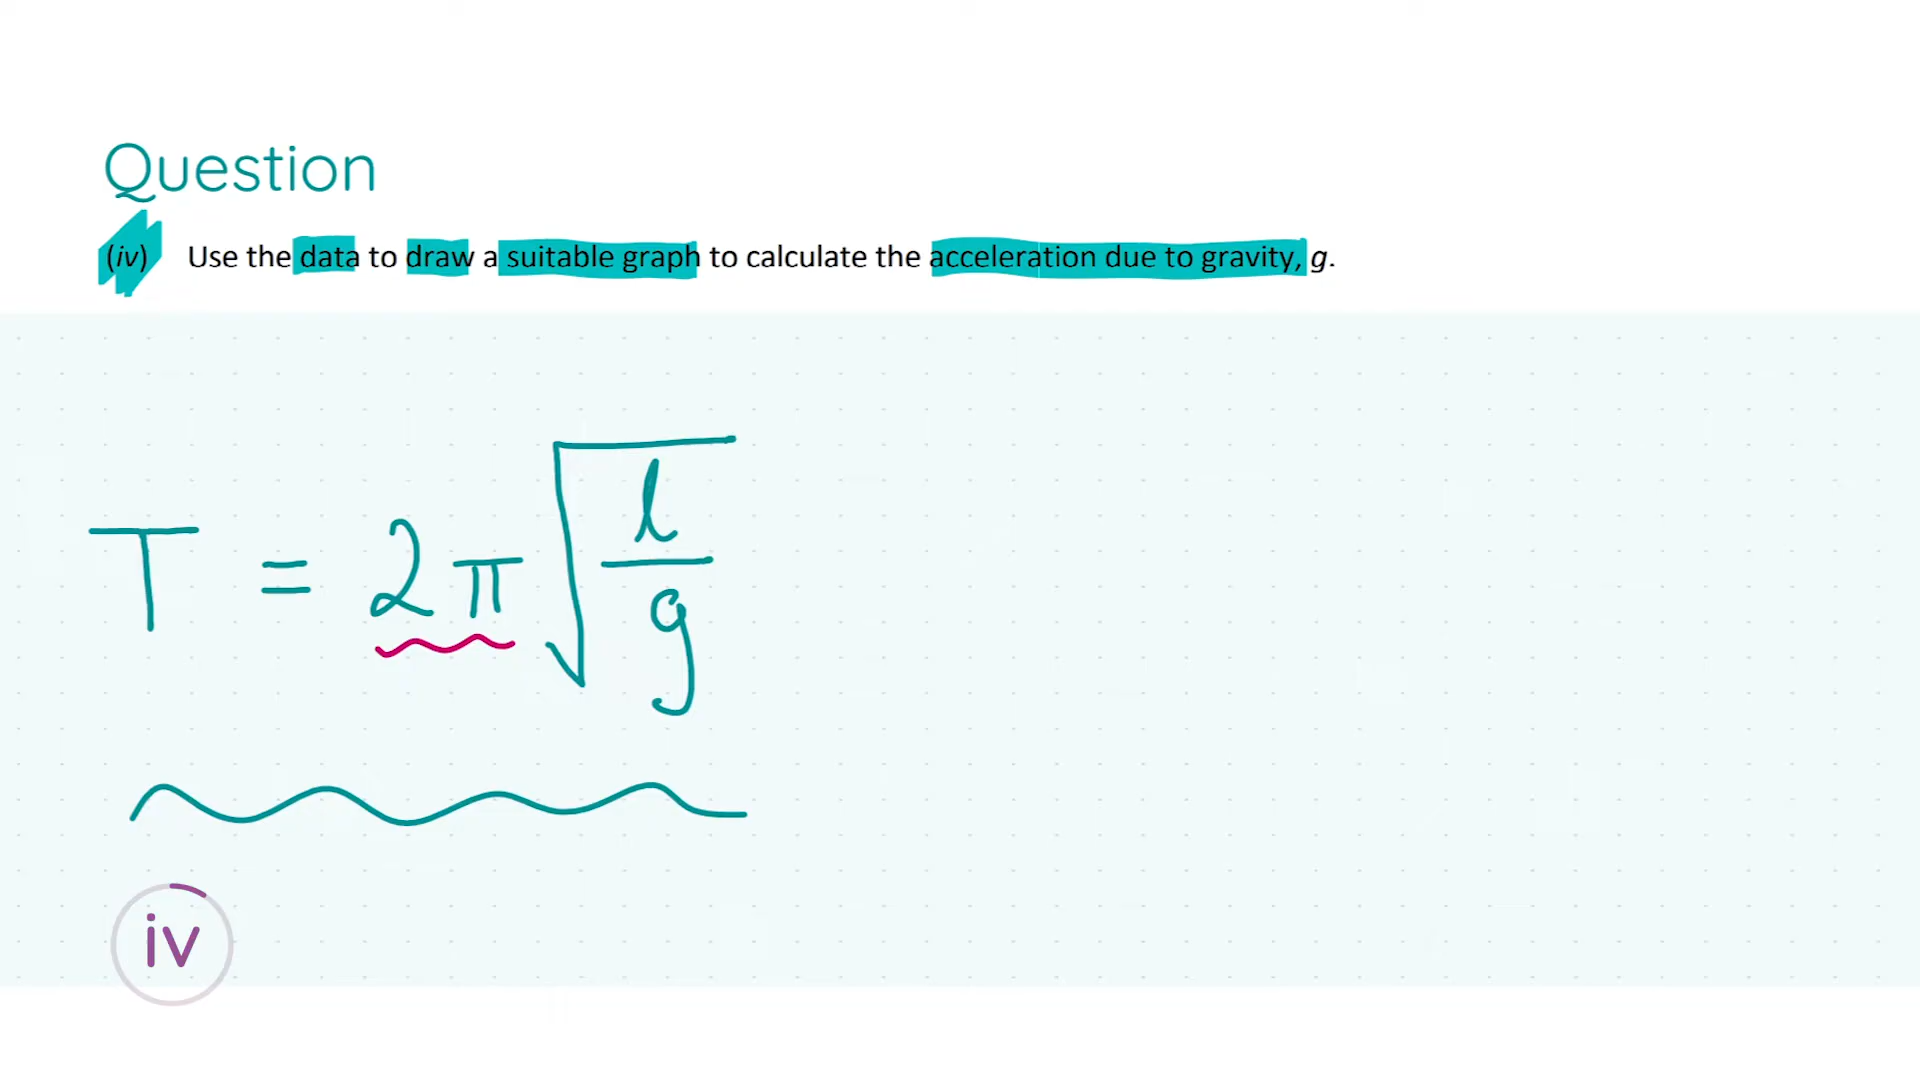 Question
(iv) Use the data to draw a suitable graph to calculate the acceleration due to gravity, g.
T = 2π√(l/g)
iv